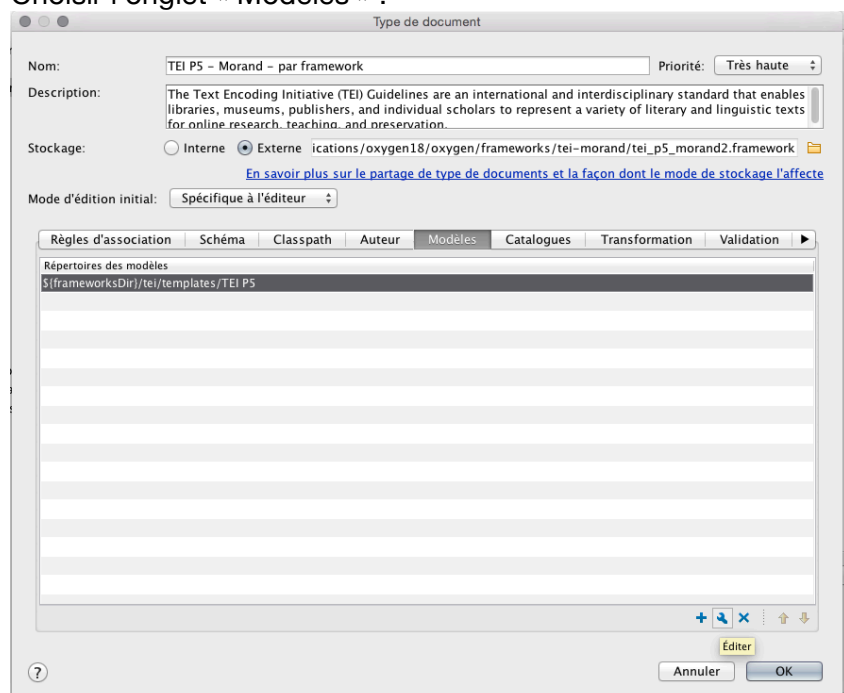 Choisir l'onglet « Modèles » :
Type de document
Nom: TEI P5 – Morand – par framework Priorité: Très haute
Description: The Text Encoding Initiative (TEI) Guidelines are an international and interdisciplinary standard that enables
libraries, museums, publishers, and individual scholars to represent a variety of literary and linguistic texts
for online research, teaching, and preservation.
Stockage: Interne Externe ications/oxygen18/oxygen/frameworks/tei-morand/tei_p5_morand2.framework
En savoir plus sur le partage de type de documents et la façon dont le mode de stockage l'affecte
Mode d'édition initial: Spécifique à l'éditeur
Règles d'association Schéma Classpath Auteur Modèles Catalogues Transformation Validation
Répertoires des modèles
${frameworksDir}/tei/templates/TEI P5
Éditer
? Annuler OK